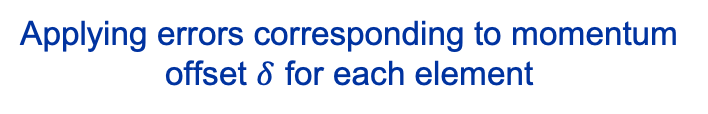 Applying errors corresponding to momentum
offset δ for each element